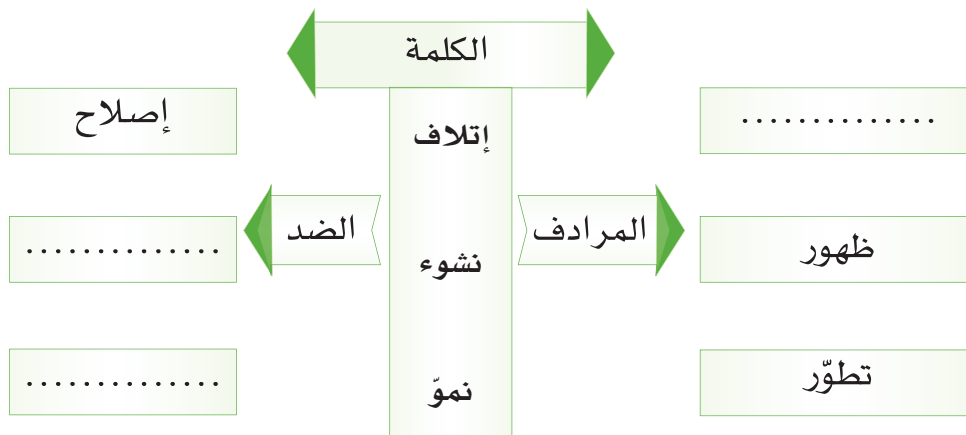 الكلمة
.............. إتلاف إصلاح
المرادف الضد
ظهور نشوء ..............
تطوّر نموّ ..............